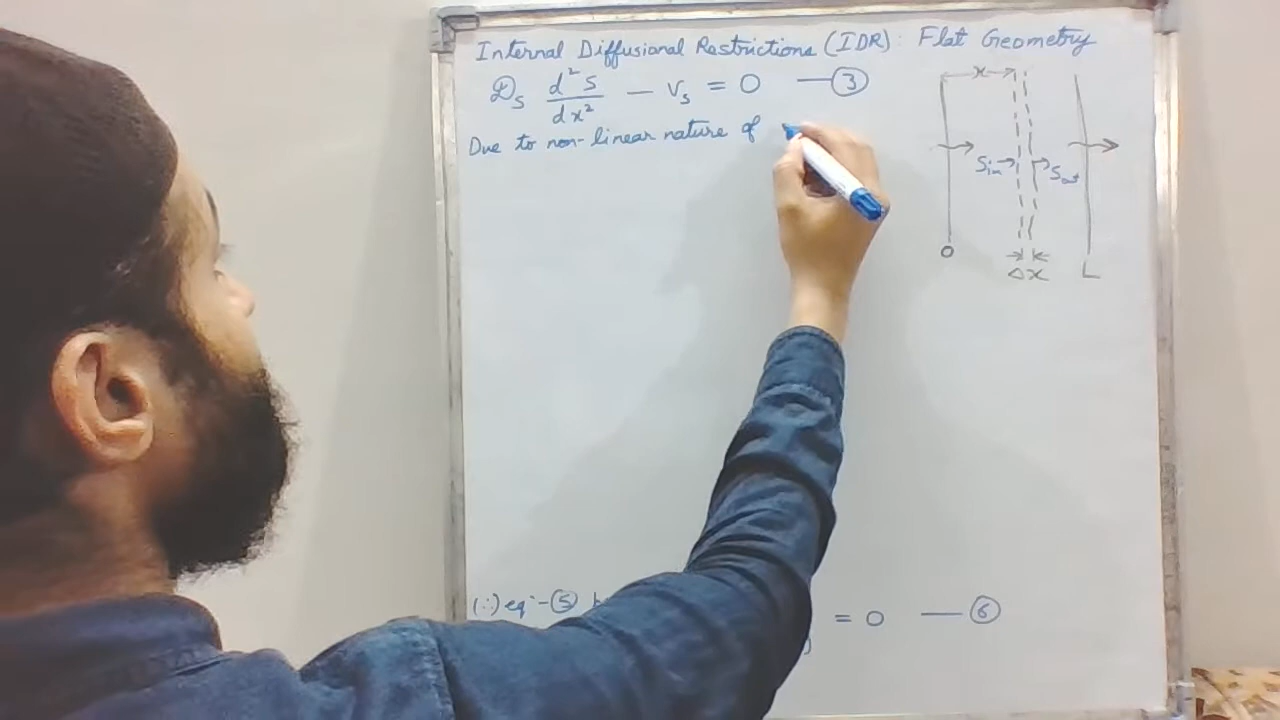 Internal Diffusional Restrictions (IDR): Flat Geometry
𝒟s d²s/dx² — vs = 0 — ③
Due to non-linear nature of
x
Sin Sout
0 Δx L
(∴) eqⁿ-⑤
= 0 — ⑥